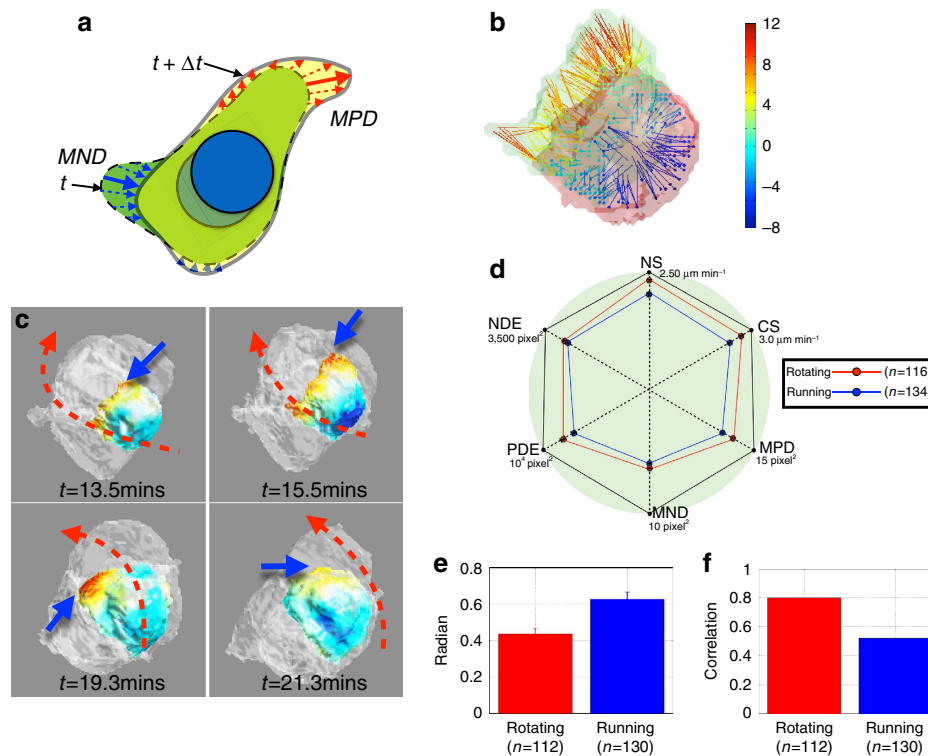 a
t + Δt
MPD
MND
t
b
12
8
4
0
−4
−8
c
t=13.5mins
t=15.5mins
t=19.3mins
t=21.3mins
d
NS
2.50 μm min⁻¹
NDE
3,500 pixel²
CS
3.0 μm min⁻¹
PDE
10⁴ pixel²
MPD
15 pixel²
MND
10 pixel²
Rotating (n=116
Running (n=134
e
Radian
0.8
0.6
0.4
0.2
0
Rotating
(n=112)
Running
(n=130)
f
Correlation
1
0.8
0.6
0.4
0.2
0
Rotating
(n=112)
Running
(n=130)